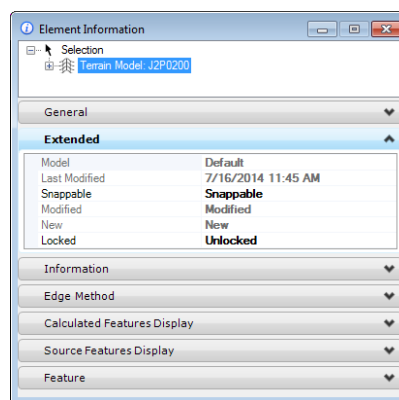 Element Information
Selection
Terrain Model: J2P0200
General
Extended
Model Default
Last Modified 7/16/2014 11:45 AM
Snappable Snappable
Modified Modified
New New
Locked Unlocked
Information
Edge Method
Calculated Features Display
Source Features Display
Feature